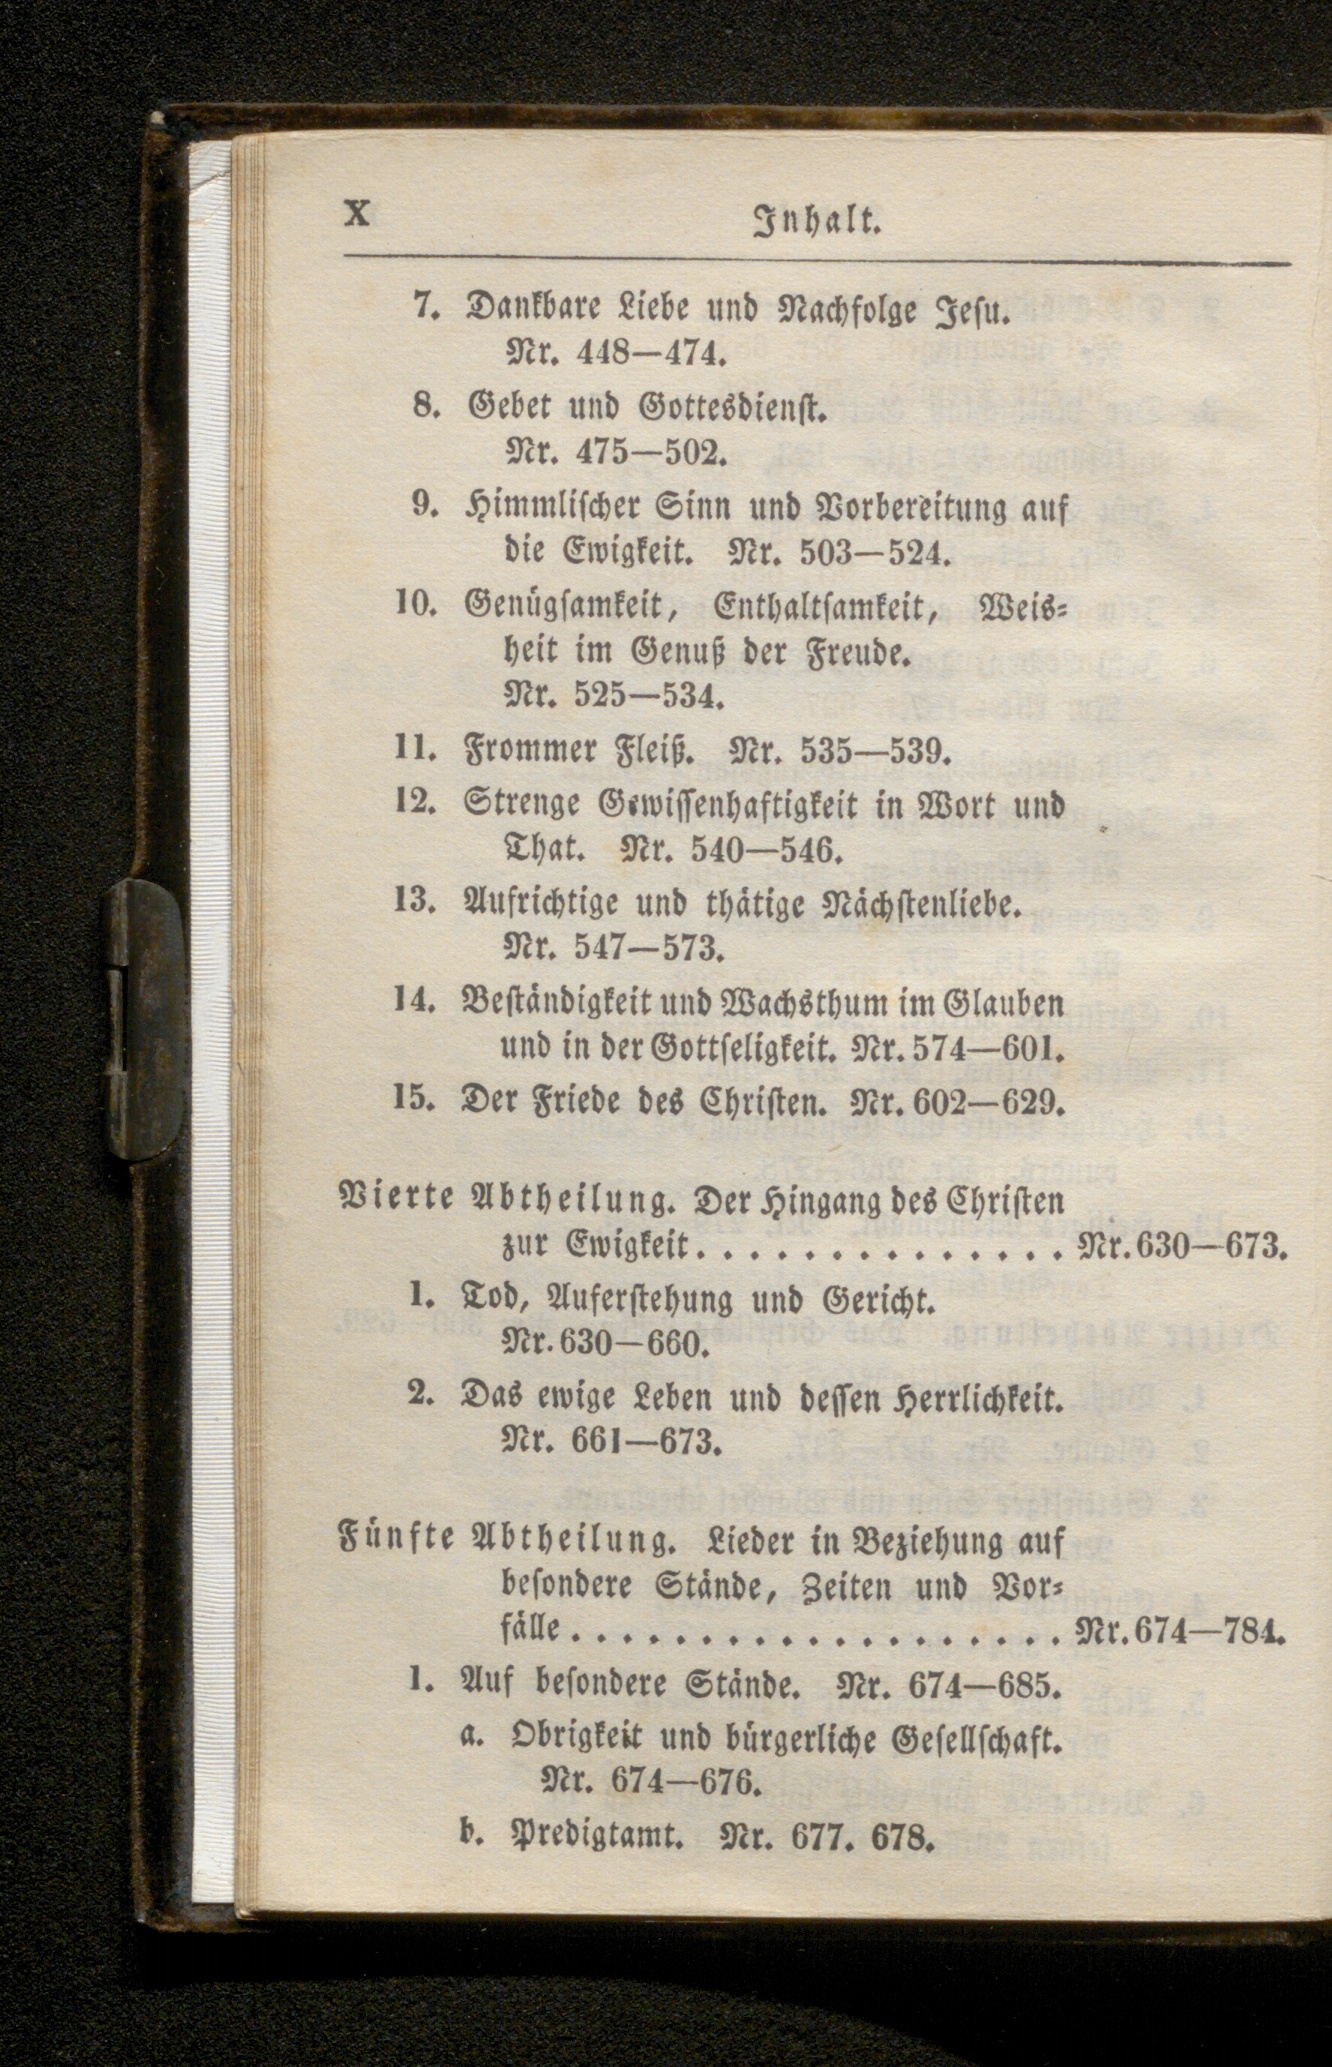 X
Inhalt.
7. Dankbare Liebe und Nachfolge Jesu.
Nr. 448—474.
8. Gebet und Gottesdienst.
Nr. 475—502.
9. Himmlischer Sinn und Vorbereitung auf
die Ewigkeit. Nr. 503—524.
10. Genügsamkeit, Enthaltsamkeit, Weis-
heit im Genuß der Freude.
Nr. 525—534.
11. Frommer Fleiß. Nr. 535—539.
12. Strenge Gewissenhaftigkeit in Wort und
That. Nr. 540—546.
13. Aufrichtige und thätige Nächstenliebe.
Nr. 547—573.
14. Beständigkeit und Wachsthum im Glauben
und in der Gottseligkeit. Nr. 574—601.
15. Der Friede des Christen. Nr. 602—629.
Vierte Abtheilung. Der Hingang des Christen
zur Ewigkeit. . . . . . . . . . . . . . . Nr. 630—673.
1. Tod, Auferstehung und Gericht.
Nr. 630—660.
2. Das ewige Leben und dessen Herrlichkeit.
Nr. 661—673.
Fünfte Abtheilung. Lieder in Beziehung auf
besondere Stände, Zeiten und Vor-
fälle . . . . . . . . . . . . . . . . . . . Nr. 674—784.
1. Auf besondere Stände. Nr. 674—685.
a. Obrigkeit und bürgerliche Gesellschaft.
Nr. 674—676.
b. Predigtamt. Nr. 677. 678.